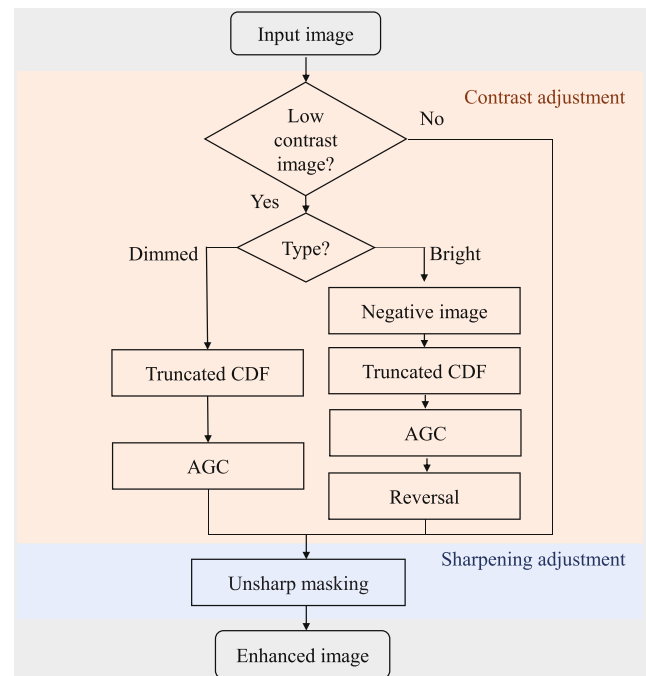 Input image
Contrast adjustment
Low
contrast
image?
No
Yes
Type?
Dimmed
Bright
Negative image
Truncated CDF
Truncated CDF
AGC
AGC
Reversal
Sharpening adjustment
Unsharp masking
Enhanced image